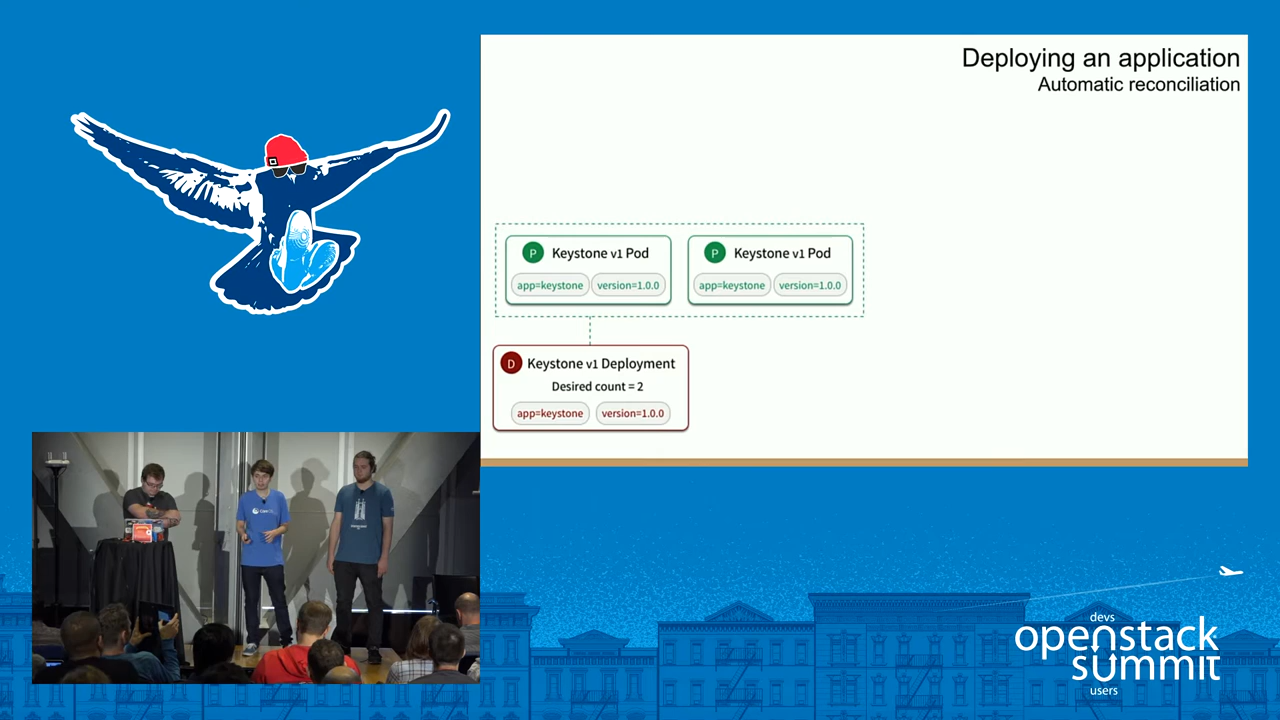 Deploying an application
Automatic reconciliation
P Keystone v1 Pod
app=keystone version=1.0.0
P Keystone v1 Pod
app=keystone version=1.0.0
D Keystone v1 Deployment
Desired count = 2
app=keystone version=1.0.0
devs
openstack
summit
users